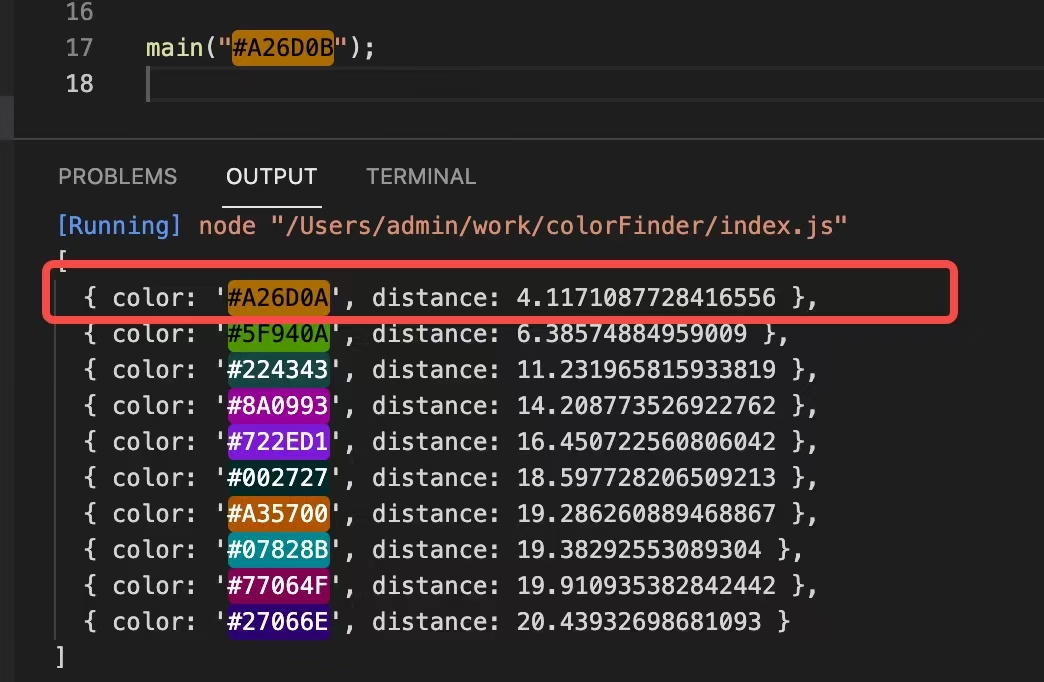 16
17 main("#A26D0B");
18
PROBLEMS OUTPUT TERMINAL
[Running] node "/Users/admin/work/colorFinder/index.js"
[
{ color: '#A26D0A', distance: 4.1171087728416556 },
{ color: '#5F940A', distance: 6.38574884959009 },
{ color: '#224343', distance: 11.231965815933819 },
{ color: '#8A0993', distance: 14.208773526922762 },
{ color: '#722ED1', distance: 16.450722560806042 },
{ color: '#002727', distance: 18.597728206509213 },
{ color: '#A35700', distance: 19.286260889468867 },
{ color: '#07828B', distance: 19.38292553089304 },
{ color: '#77064F', distance: 19.910935382842442 },
{ color: '#27066E', distance: 20.43932698681093 }
]